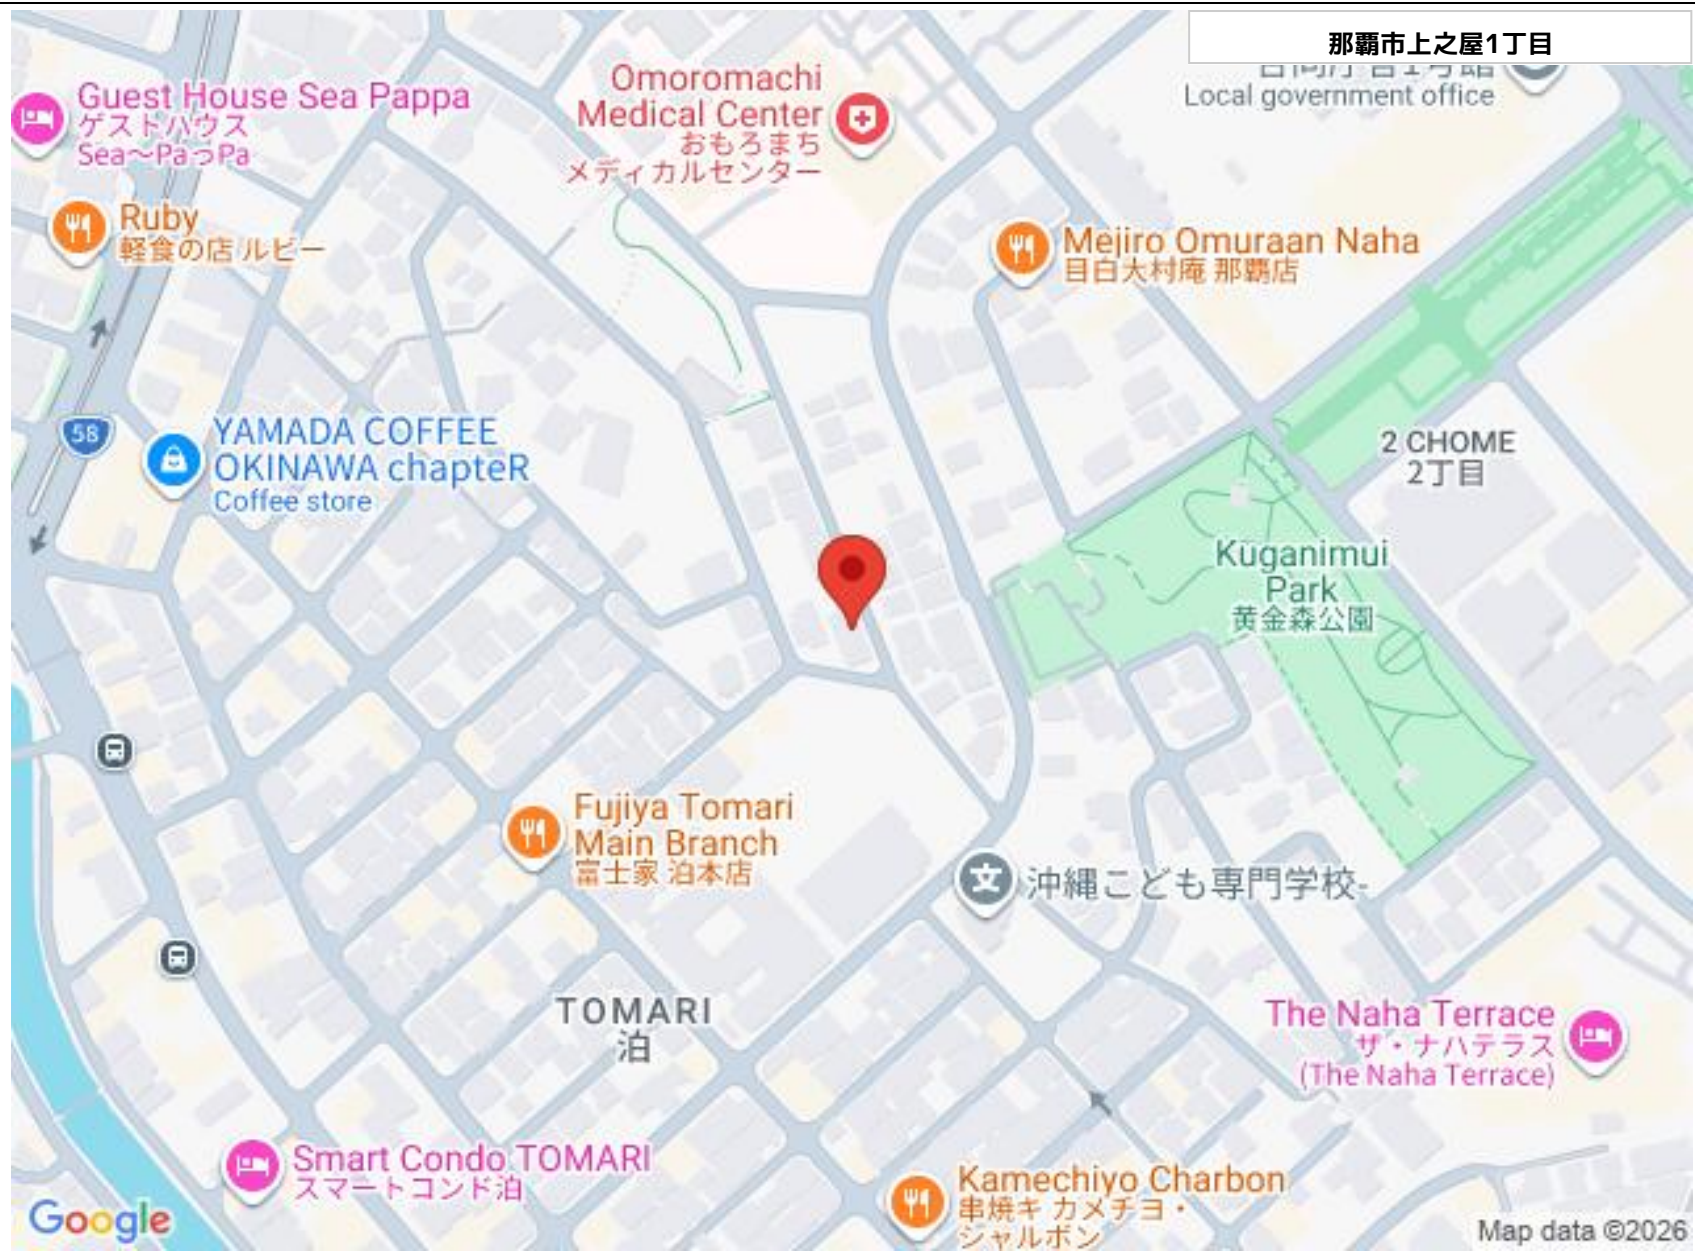 那覇市上之屋1丁目
Local government office
Guest House Sea Pappa
ゲストハウス
Sea～PaっPa
Omoromachi
Medical Center
おもろまち
メディカルセンター
Ruby
軽食の店 ルビー
Mejiro Omuraan Naha
目白大村庵 那覇店
58
YAMADA COFFEE
OKINAWA chapteR
Coffee store
2 CHOME
2丁目
Kuganimui
Park
黄金森公園
Fujiya Tomari
Main Branch
富士家 泊本店
文
沖縄こども専門学校-
TOMARI
泊
The Naha Terrace
ザ・ナハテラス
(The Naha Terrace)
Smart Condo TOMARI
スマートコンド泊
Kamechiyo Charbon
串焼キ カメチヨ・
シャルボン
Google
Map data ©2026